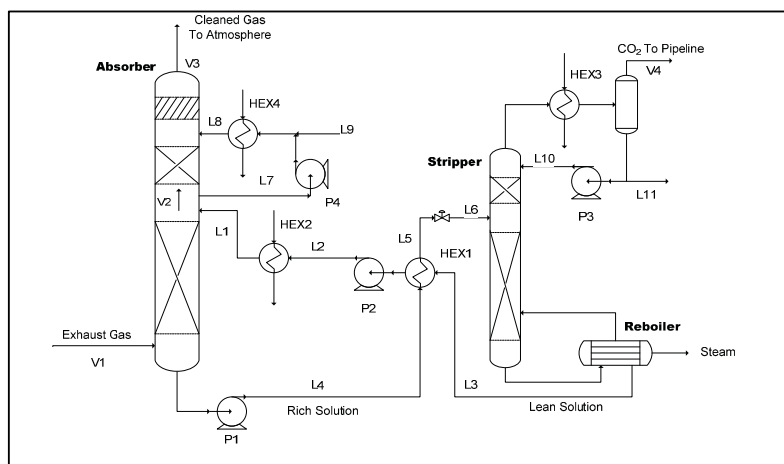 Cleaned Gas
To Atmosphere
V3
Absorber
HEX4
L8
L9
L7
P4
V2
L1
HEX2
L2
P2
L5
HEX1
L6
Exhaust Gas
V1
P1
L4
Rich Solution
CO₂ To Pipeline
V4
HEX3
Stripper
L10
P3
L11
Reboiler
Steam
L3
Lean Solution